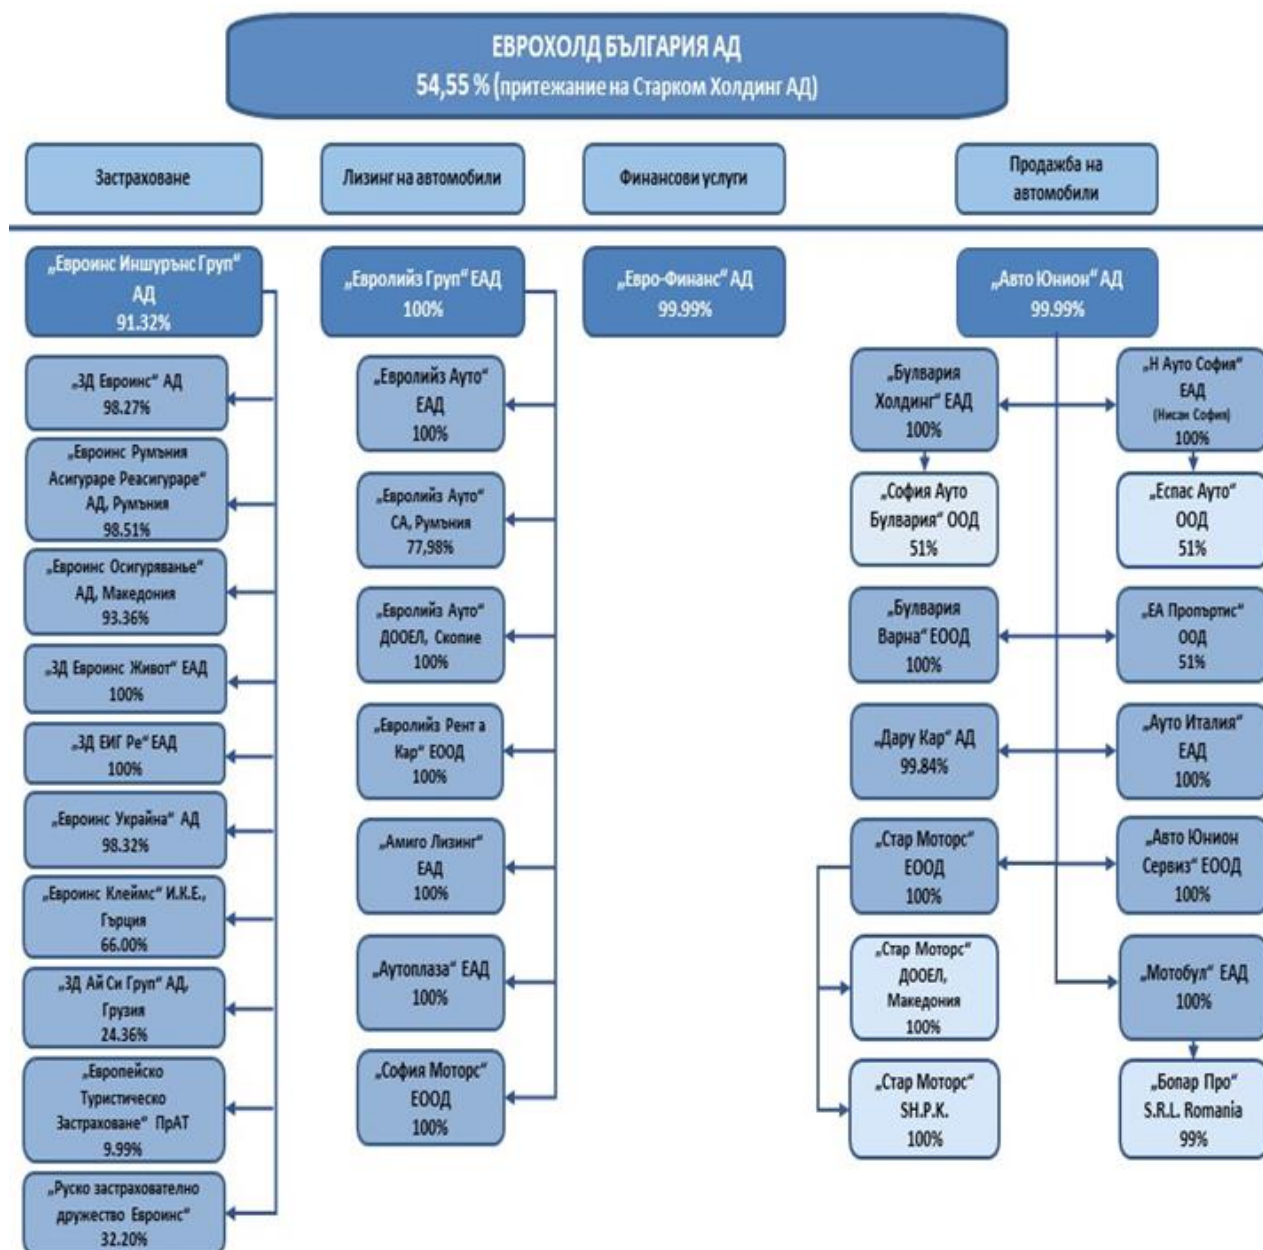 ЕВРОХОЛД БЪЛГАРИЯ АД
54,55 % (притежание на Старком Холдинг АД)
Застраховане
Лизинг на автомобили
Финансови услуги
Продажба на
автомобили
„Евроинс Иншурънс Груп“
АД
91.32%
„ЗД Евроинс“ АД
98.27%
„Евроинс Румъния
Асигураре Реасигураре“
АД, Румъния
98.51%
„Евроинс Осигуряванье“
АД, Македония
93.36%
„ЗД Евроинс Живот“ ЕАД
100%
„ЗД ЕИГ Ре“ ЕАД
100%
„Евроинс Украйна“ АД
98.32%
„Евроинс Клеймс“ И.К.Е.,
Гърция
66.00%
„ЗД Ай Си Груп“ АД,
Грузия
24.36%
„Европейско
Туристическо
Застраховане“ ПрАТ
9.99%
„Руско застрахователно
дружество Евроинс“
32.20%
„Евролийз Груп“ ЕАД
100%
„Евролийз Ауто“
ЕАД
100%
„Евролийз Ауто“
СА, Румъния
77,98%
„Евролийз Ауто“
ДООЕЛ, Скопие
100%
„Евролийз Рент а
Кар“ ЕООД
100%
„Амиго Лизинг“
ЕАД
100%
„Аутоплаза“ ЕАД
100%
„София Моторс“
ЕООД
100%
„Евро-Финанс“ АД
99.99%
„Авто Юнион“ АД
99.99%
„Булвария
Холдинг“ ЕАД
100%
„София Ауто
Булвария“ ООД
51%
„Булвария
Варна“ ЕООД
100%
„Дару Кар“ АД
99.84%
„Стар Моторс“
ЕООД
100%
„Стар Моторс“
ДООЕЛ,
Македония
100%
„Стар Моторс“
SH.P.K.
100%
„Н Ауто София“
ЕАД
(Нисан София)
100%
„Еспас Ауто“
ООД
51%
„ЕА Пропъртис“
ООД
51%
„Ауто Италия“
ЕАД
100%
„Авто Юнион
Сервиз“ ЕООД
100%
„Мотобул“ ЕАД
100%
„Бопар Про“
S.R.L. Romania
99%